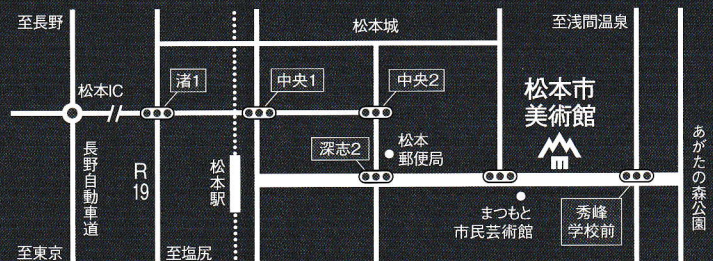 至長野
松本城
至浅間温泉
渚1
中央1
中央2
松本IC
松本市
美術館
深志2
松本
郵便局
長野自動車道
R
19
松本駅
あがたの森公園
まつもと
市民芸術館
秀峰
学校前
至東京
至塩尻